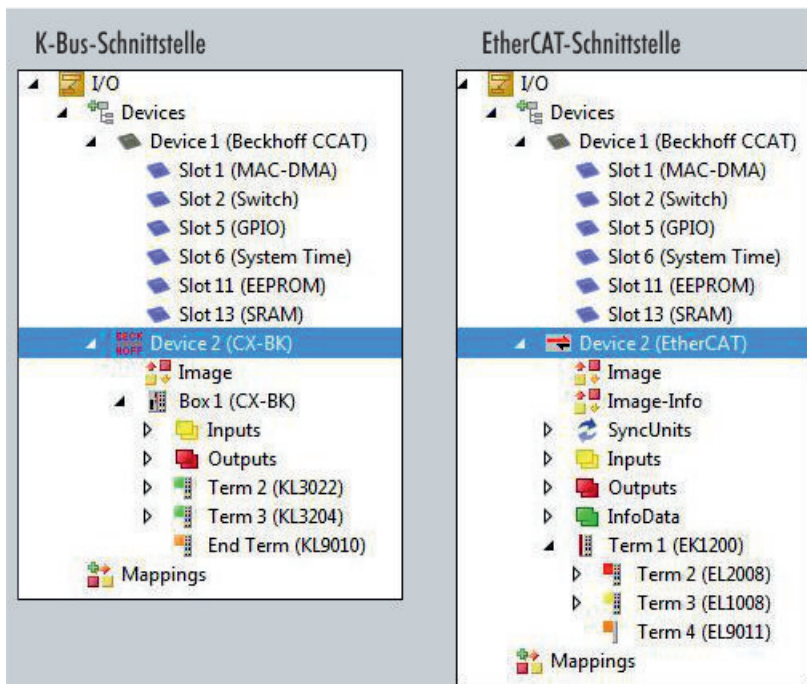 K-Bus-Schnittstelle
I/O
Devices
Device 1 (Beckhoff CCAT)
Slot 1 (MAC-DMA)
Slot 2 (Switch)
Slot 5 (GPIO)
Slot 6 (System Time)
Slot 11 (EEPROM)
Slot 13 (SRAM)
BECK
HOFF
Device 2 (CX-BK)
Image
Box 1 (CX-BK)
Inputs
Outputs
Term 2 (KL3022)
Term 3 (KL3204)
End Term (KL9010)
Mappings
EtherCAT-Schnittstelle
I/O
Devices
Device 1 (Beckhoff CCAT)
Slot 1 (MAC-DMA)
Slot 2 (Switch)
Slot 5 (GPIO)
Slot 6 (System Time)
Slot 11 (EEPROM)
Slot 13 (SRAM)
Device 2 (EtherCAT)
Image
Image-Info
SyncUnits
Inputs
Outputs
InfoData
Term 1 (EK1200)
Term 2 (EL2008)
Term 3 (EL1008)
Term 4 (EL9011)
Mappings